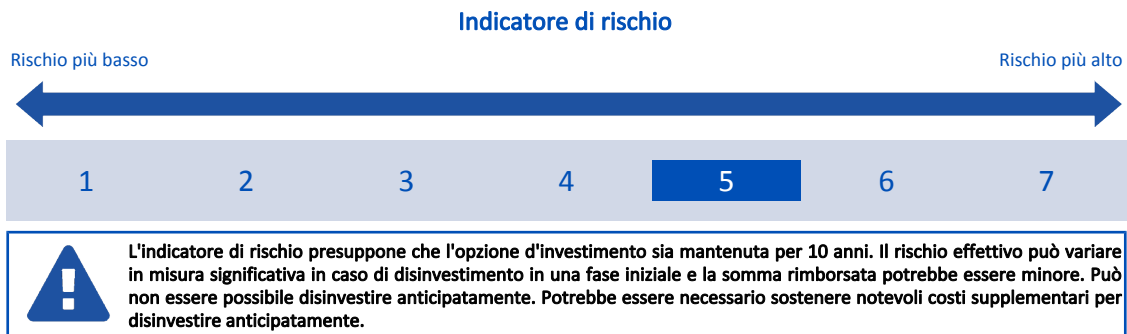 Indicatore di rischio
Rischio più basso Rischio più alto
1 2 3 4 5 6 7
L'indicatore di rischio presuppone che l'opzione d'investimento sia mantenuta per 10 anni. Il rischio effettivo può variare
in misura significativa in caso di disinvestimento in una fase iniziale e la somma rimborsata potrebbe essere minore. Può
non essere possibile disinvestire anticipatamente. Potrebbe essere necessario sostenere notevoli costi supplementari per
disinvestire anticipatamente.